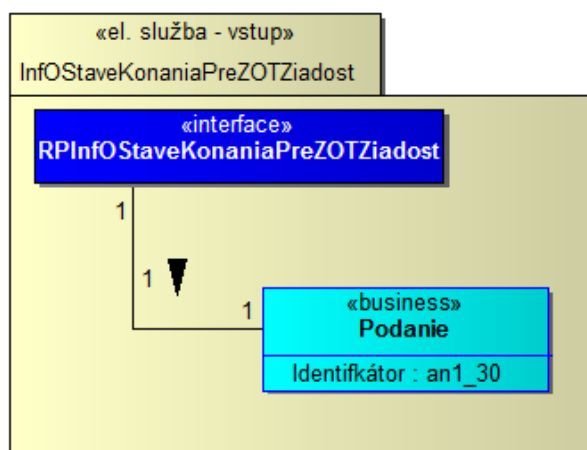 «el. služba - vstup»
InfOStaveKonaniaPreZOTZiadost
«interface»
RPInfOStaveKonaniaPreZOTZiadost
1
1
1
«business»
Podanie
Identifkátor : an1_30